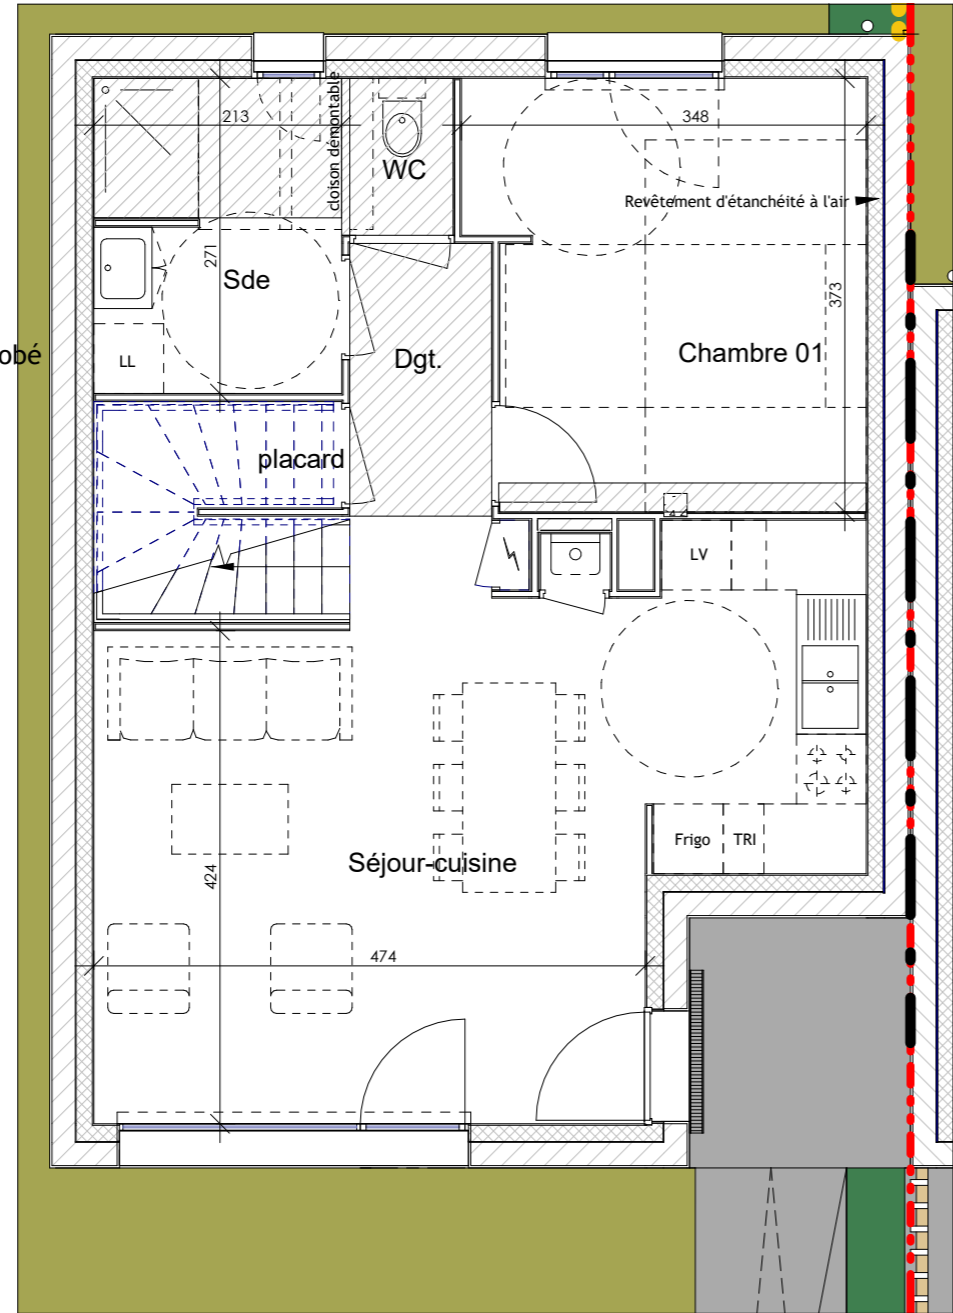 213
cloison démontable
WC
348
Revêtement d'étanchéité à l'air
271
Sde
373
obé
LL
Dgt.
Chambre 01
placard
LV
Frigo
TRI
Séjour-cuisine
424
474